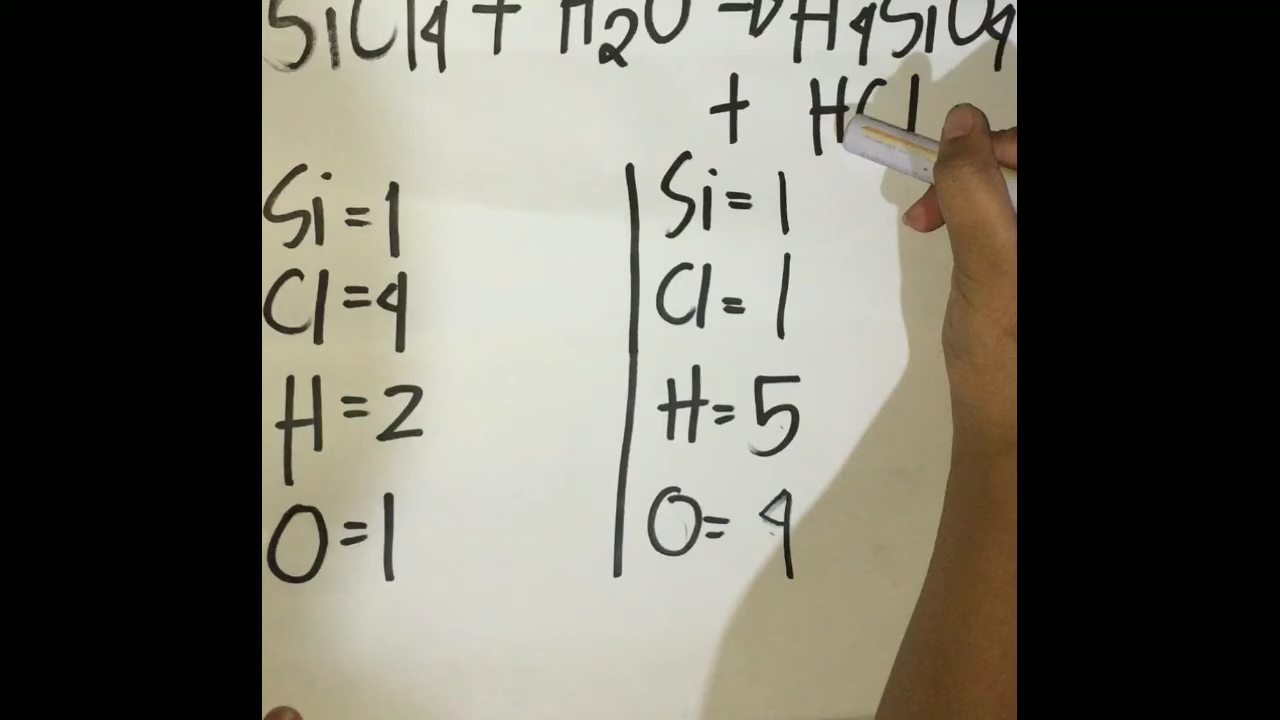 SiCl4 + H2O → H4SiO4
+ HCl
Si=1 Si=1
Cl=4 Cl=1
H=2 H=5
O=1 O=4